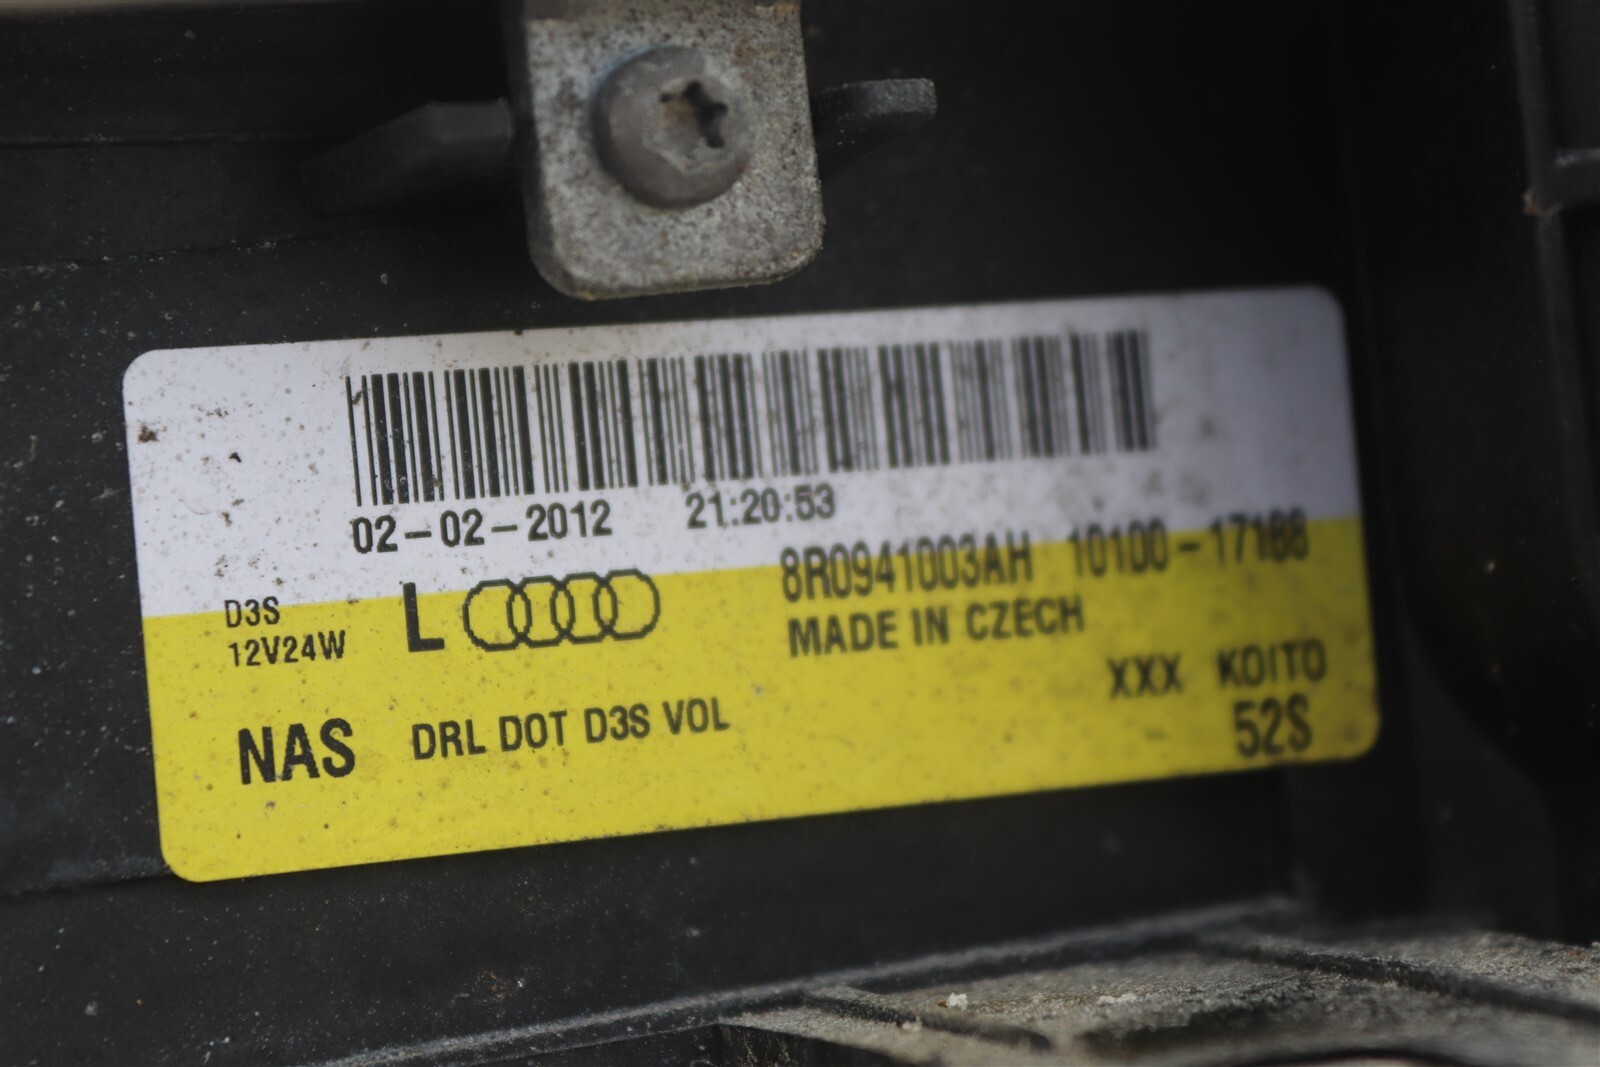 02-02-2012 21:20:53
8R0941003AH 10100-17188
D3S
L
MADE IN CZECH
12V24W
XXX KOITO
NAS DRL DOT D3S VOL
52S